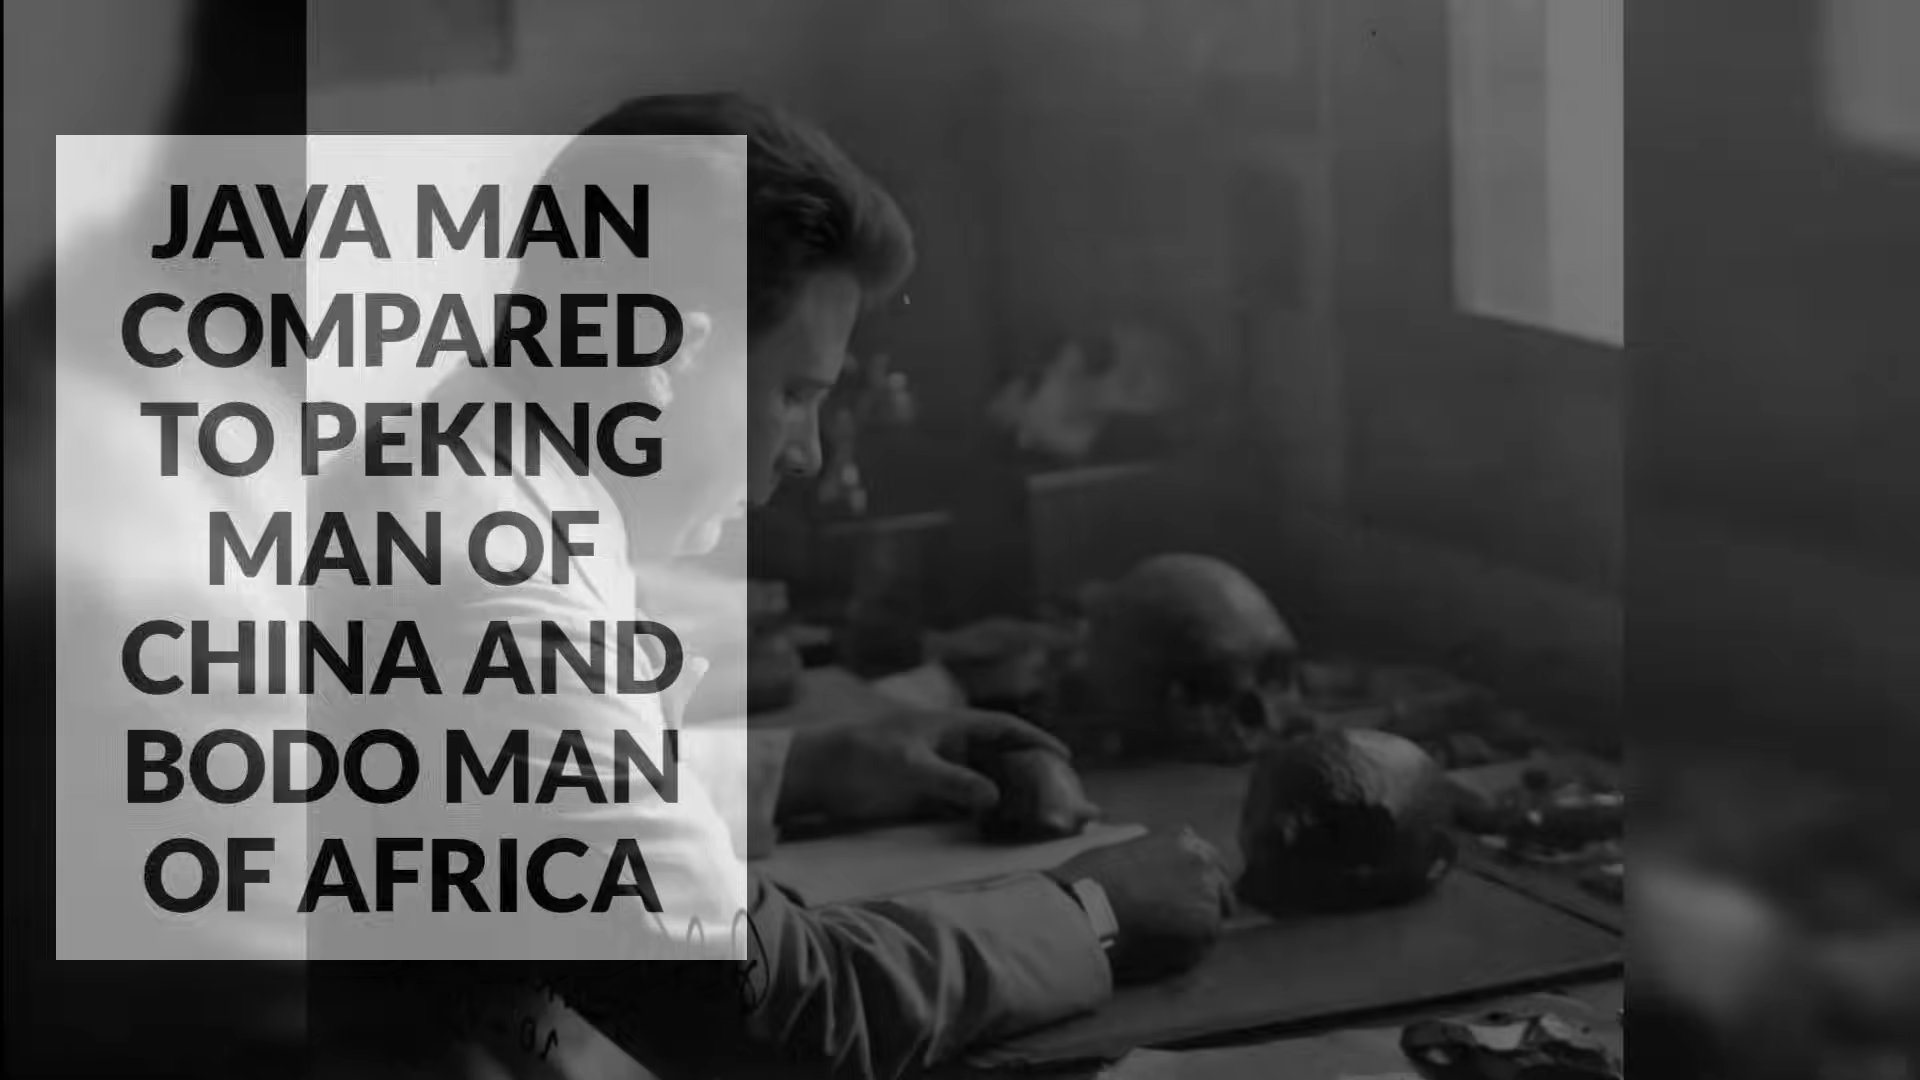 JAVA MAN
COMPARED
TO PEKING
MAN OF
CHINA AND
BODO MAN
OF AFRICA